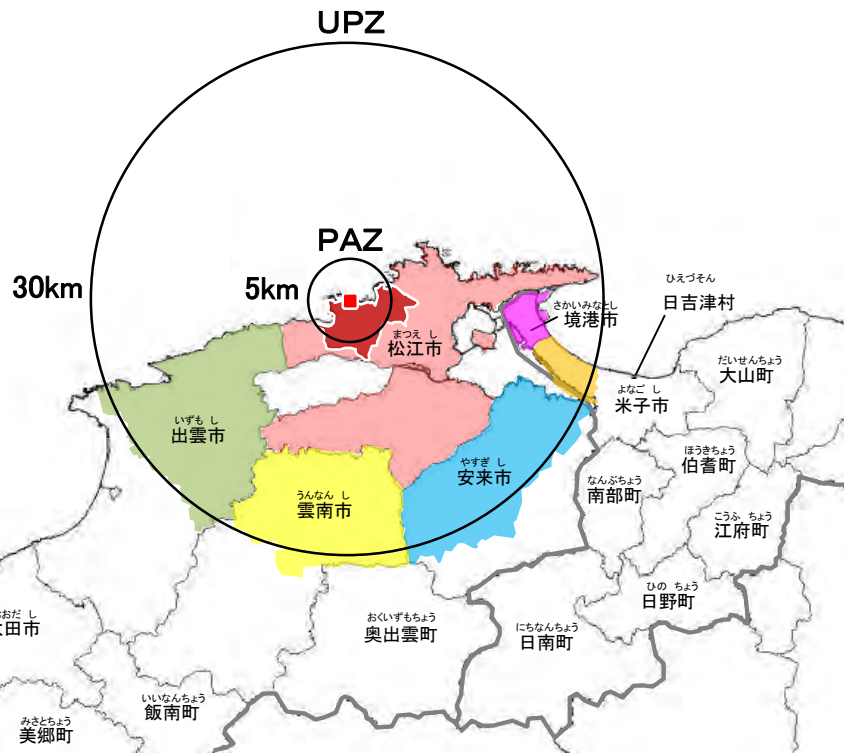 UPZ
PAZ
30km
5km
ひえづそん
日吉津村
さかいみなとし
境港市
まつえ し
松江市
だいせんちょう
大山町
よなご し
米子市
いずも し
出雲市
ほうきちょう
伯耆町
やすぎ し
安来市
なんぶちょう
南部町
うんなん し
雲南市
こうふ ちょう
江府町
ひの ちょう
日野町
おおだ し
太田市
おくいずもちょう
奥出雲町
にちなんちょう
日南町
いいなんちょう
飯南町
みさとちょう
美郷町